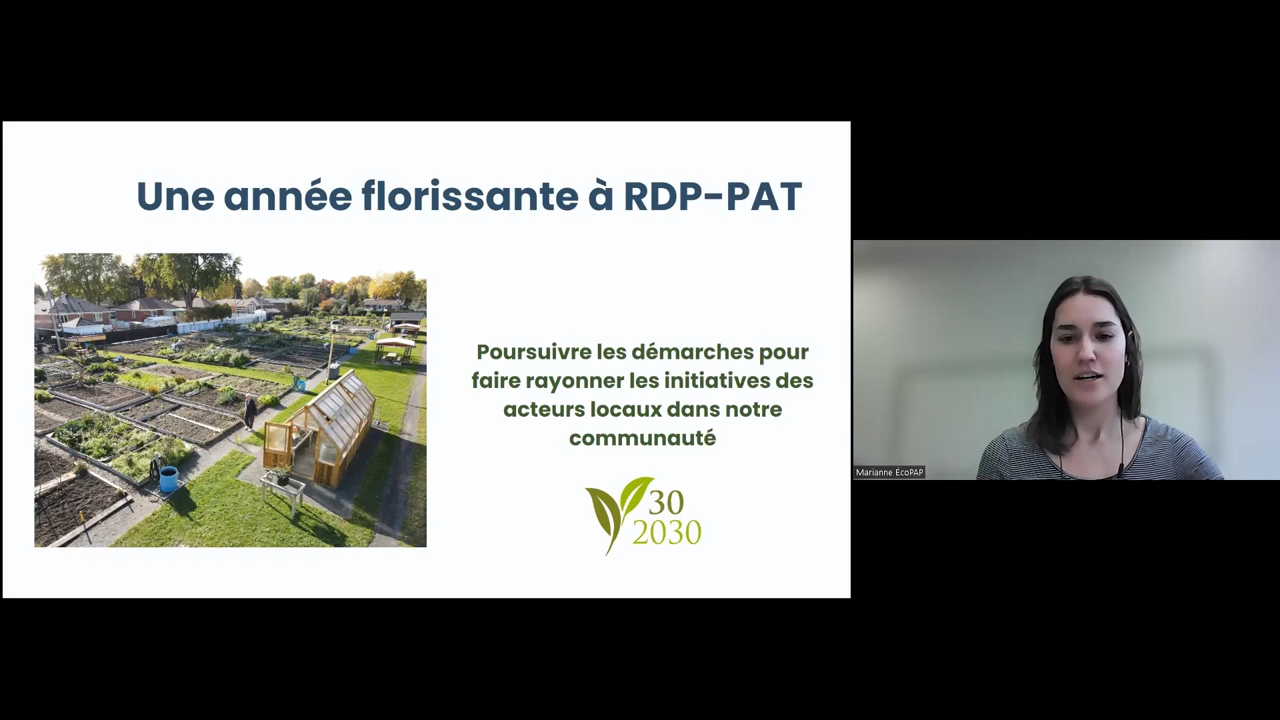 Une année florissante à RDP-PAT
Poursuivre les démarches pour
faire rayonner les initiatives des
acteurs locaux dans notre
communauté
30
2030
Marianne ÉcoPAP